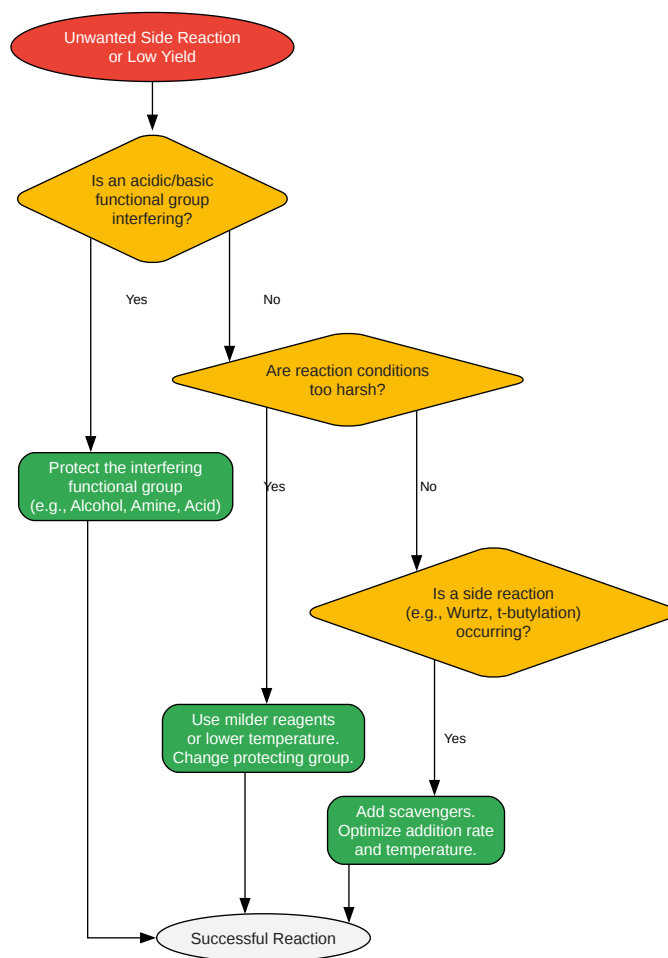 Unwanted Side Reaction
or Low Yield
Is an acidic/basic
functional group
interfering?
Yes
No
Are reaction conditions
too harsh?
Protect the interfering
functional group
(e.g., Alcohol, Amine, Acid)
Yes
No
Is a side reaction
(e.g., Wurtz, t-butylation)
occurring?
Use milder reagents
or lower temperature.
Change protecting group.
Yes
Add scavengers.
Optimize addition rate
and temperature.
Successful Reaction